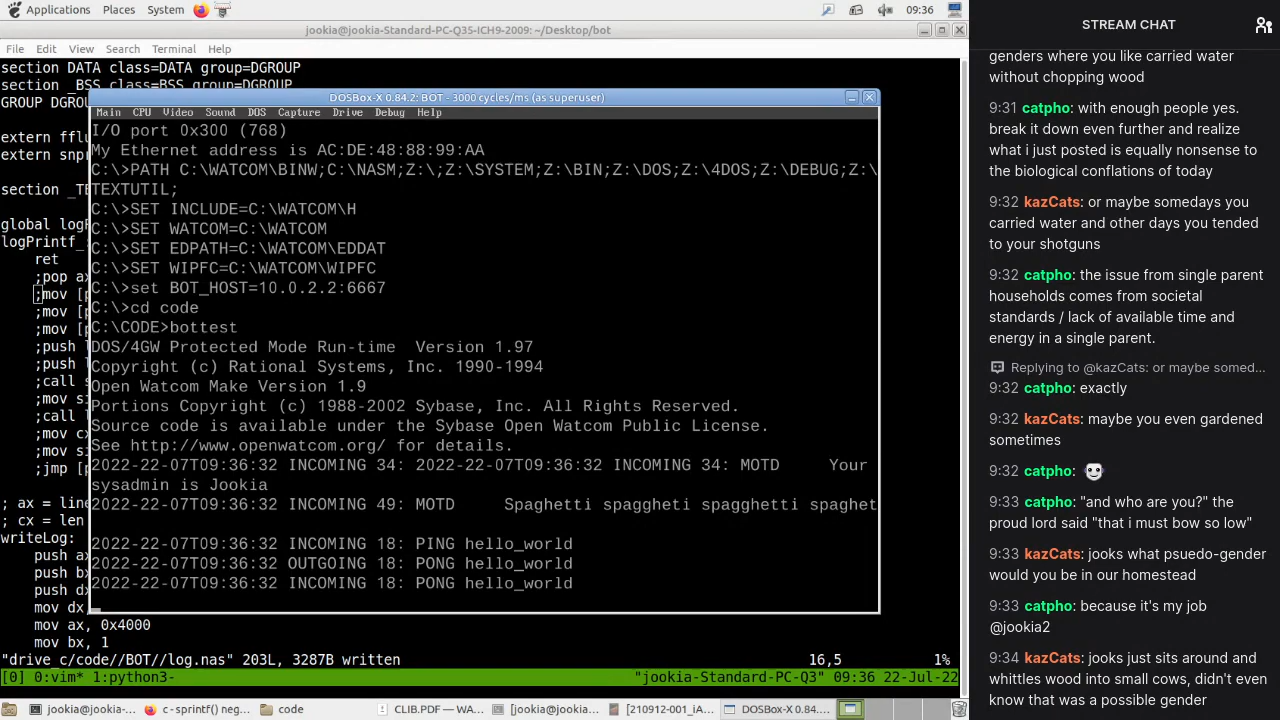 Applications Places System 09:36
jookia@jookia-Standard-PC-Q35-ICH9-2009: ~/Desktop/bot
File Edit View Search Terminal Help
section DATA class=DATA group=DGROUP
section _BSS class=BSS group=DGROUP
GROUP DGRO
extern fflu
extern snpr
section _TE
global logP
logPrintf_
ret
;pop ax
;mov [p
;mov [p
;mov [p
;push l
;push l
;call s
;mov si
;call l
;mov cx
;mov si
;jmp [p
; ax = line
; cx = len
writeLog:
push ax
push bx
push dx
mov dx,
mov ax, 0x4000
mov bx, 1
"drive_c/code//BOT//log.nas" 203L, 3287B written 16,5 1%
[0] 0:vim* 1:python3- "jookia-Standard-PC-Q3" 09:36 22-Jul-22
DOSBox-X 0.84.2: BOT - 3000 cycles/ms (as superuser)
Main CPU Video Sound DOS Capture Drive Debug Help
I/O port 0x300 (768)
My Ethernet address is AC:DE:48:88:99:AA
C:\>PATH C:\WATCOM\BINW;C:\NASM;Z:\;Z:\SYSTEM;Z:\BIN;Z:\DOS;Z:\4DOS;Z:\DEBUG;Z:\
TEXTUTIL;
C:\>SET INCLUDE=C:\WATCOM\H
C:\>SET WATCOM=C:\WATCOM
C:\>SET EDPATH=C:\WATCOM\EDDAT
C:\>SET WIPFC=C:\WATCOM\WIPFC
C:\>set BOT_HOST=10.0.2.2:6667
C:\>cd code
C:\CODE>bottest
DOS/4GW Protected Mode Run-time Version 1.97
Copyright (c) Rational Systems, Inc. 1990-1994
Open Watcom Make Version 1.9
Portions Copyright (c) 1988-2002 Sybase, Inc. All Rights Reserved.
Source code is available under the Sybase Open Watcom Public License.
See http://www.openwatcom.org/ for details.
2022-22-07T09:36:32 INCOMING 34: 2022-22-07T09:36:32 INCOMING 34: MOTD Your
sysadmin is Jookia
2022-22-07T09:36:32 INCOMING 49: MOTD Spaghetti spaggheti spagghetti spaghet
2022-22-07T09:36:32 INCOMING 18: PING hello_world
2022-22-07T09:36:32 OUTGOING 18: PONG hello_world
2022-22-07T09:36:32 INCOMING 18: PONG hello_world
jookia@jookia-... c - sprintf() neg... code CLIB.PDF — WA... [jookia@jookia-... [210912-001_iA... DOSBox-X 0.84....
STREAM CHAT
genders where you like carried water
without chopping wood
9:31 catpho: with enough people yes.
break it down even further and realize
what i just posted is equally nonsense to
the biological conflations of today
9:32 kazCats: or maybe somedays you
carried water and other days you tended
to your shotguns
9:32 catpho: the issue from single parent
households comes from societal
standards / lack of available time and
energy in a single parent.
Replying to @kazCats: or maybe somed...
9:32 catpho: exactly
9:32 kazCats: maybe you even gardened
sometimes
9:32 catpho:
9:33 catpho: "and who are you?" the
proud lord said "that i must bow so low"
9:33 kazCats: jooks what psuedo-gender
would you be in our homestead
9:33 catpho: because it's my job
@jookia2
9:34 kazCats: jooks just sits around and
whittles wood into small cows, didn't even
know that was a possible gender